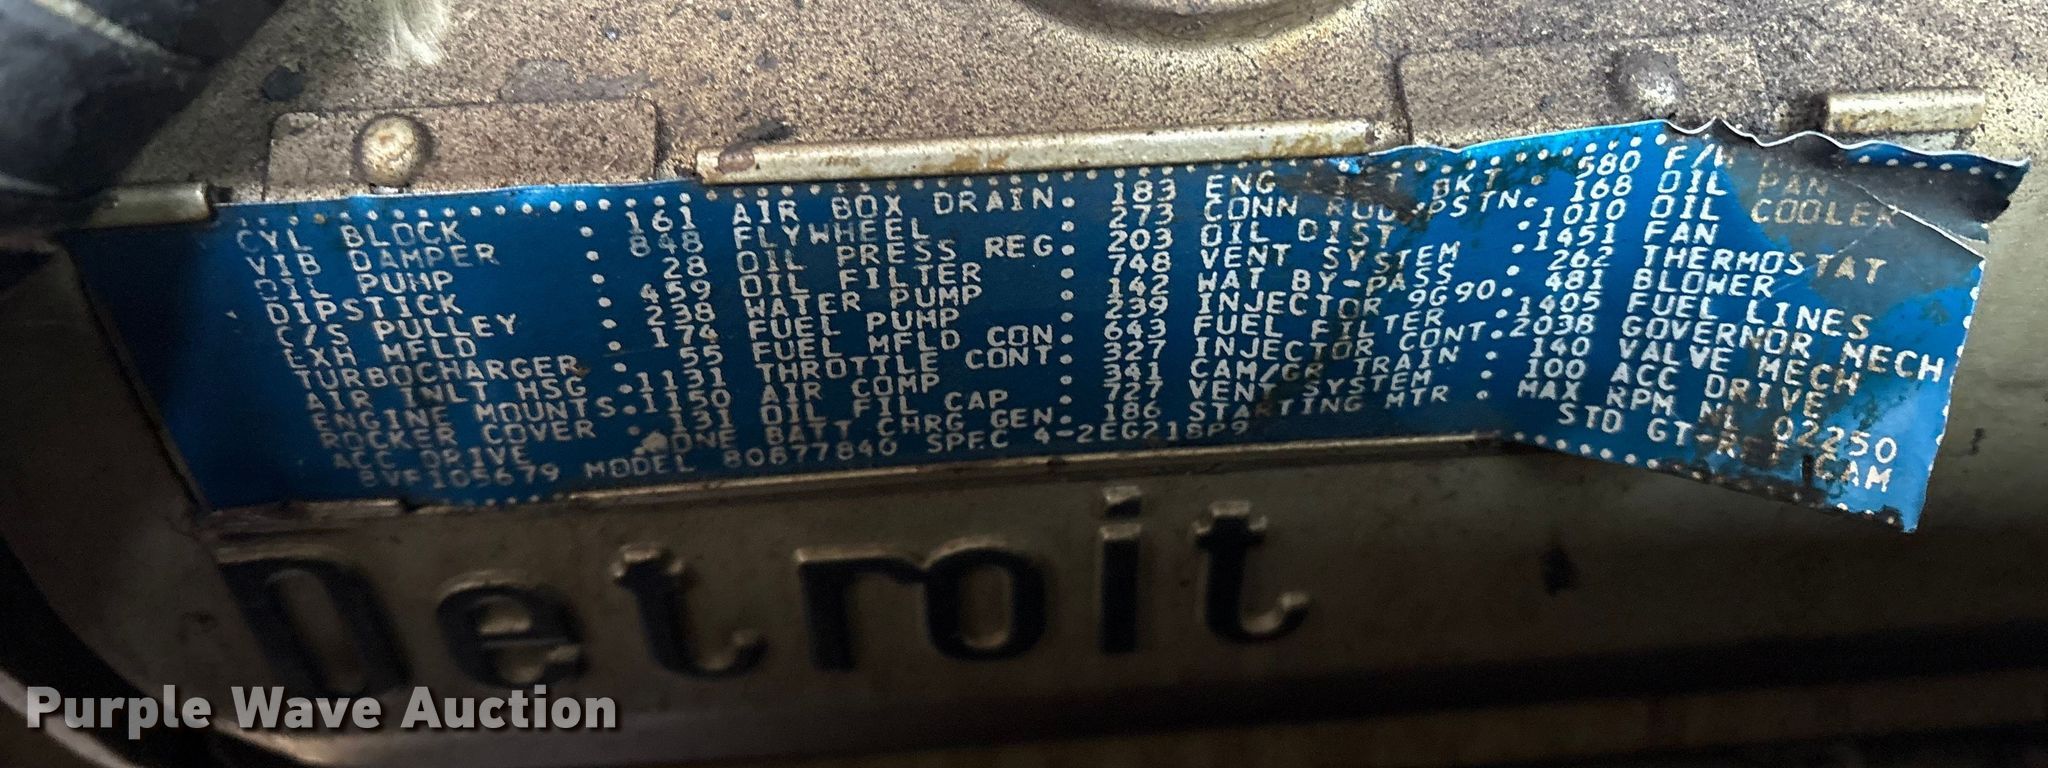 CYL BLOCK . 161 AIR BOX DRAIN. 183 ENG BKT . 580
VIB DAMPER . 848 FLYWHEEL . 273 CONN ROD-PSTN. 168 OIL PAN
OIL PUMP 28 OIL PRESS REG. 203 OIL DIST .1010 OIL COOLER
DIPSTICK . 459 OIL FILTER 748 VENT SYSTEM .1451 FAN
C/S PULLEY . 238 WATER PUMP 142 WAT BY-PASS . 262 THERMOSTAT
EXH MFLD . 174 FUEL PUMP 239 INJECTOR 9G90. 481 BLOWER
TURBOCHARGER. 55 FUEL MFLD CON. 643 FUEL FILTER .1405 FUEL LINES
AIR INLT HSG .1131 THROTTLE CONT. 327 INJECTOR CONT.2038 GOVERNOR MECH
ENGINE MOUNTS.1150 AIR COMP . 341 CAM/GR TRAIN . 140 VALVE MECH
ROCKER COVER . 131 OIL FIL CAP . 727 VENT SYSTEM . 100 ACC DRIVE
ACC DRIVE .NONE BATT CHRG GEN. 186 STARTING MTR . MAX RPM NL 02250
8VF105679 MODEL 80877840 SPEC 4-2EG218P9 STD GT- CAM
Detroit
Purple Wave Auction